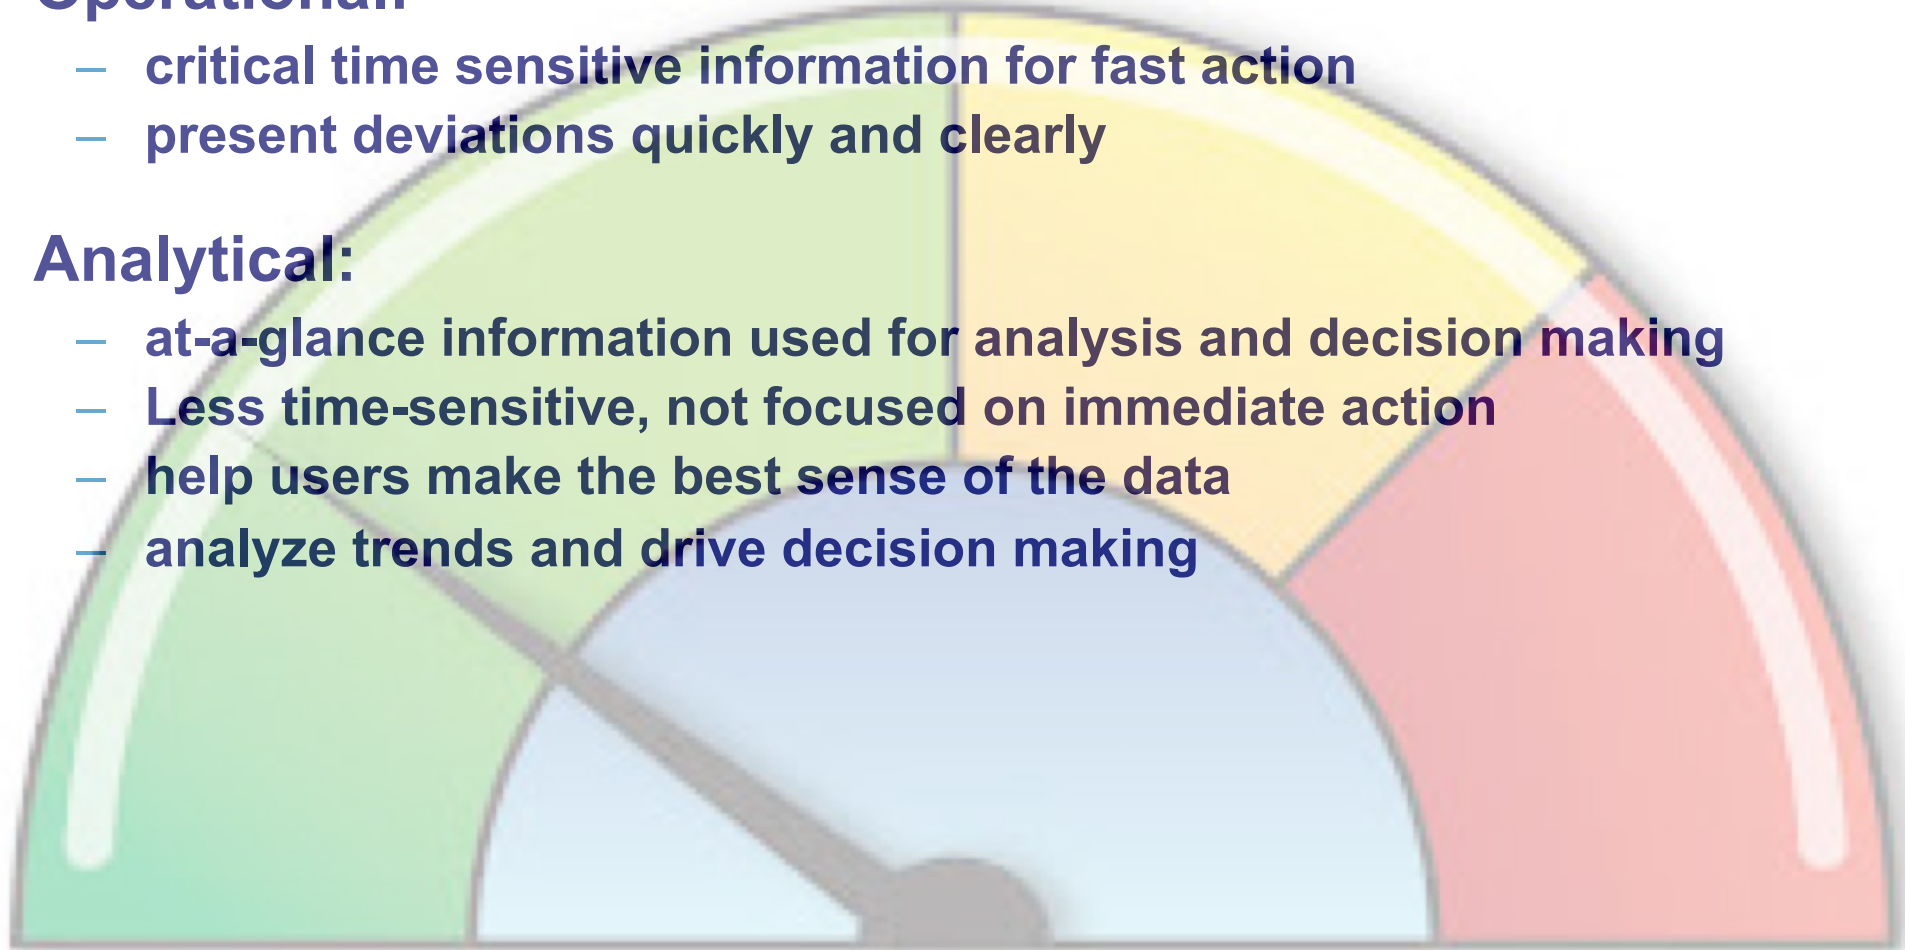 Operational:
– critical time sensitive information for fast action
– present deviations quickly and clearly
Analytical:
– at-a-glance information used for analysis and decision making
– Less time-sensitive, not focused on immediate action
– help users make the best sense of the data
– analyze trends and drive decision making